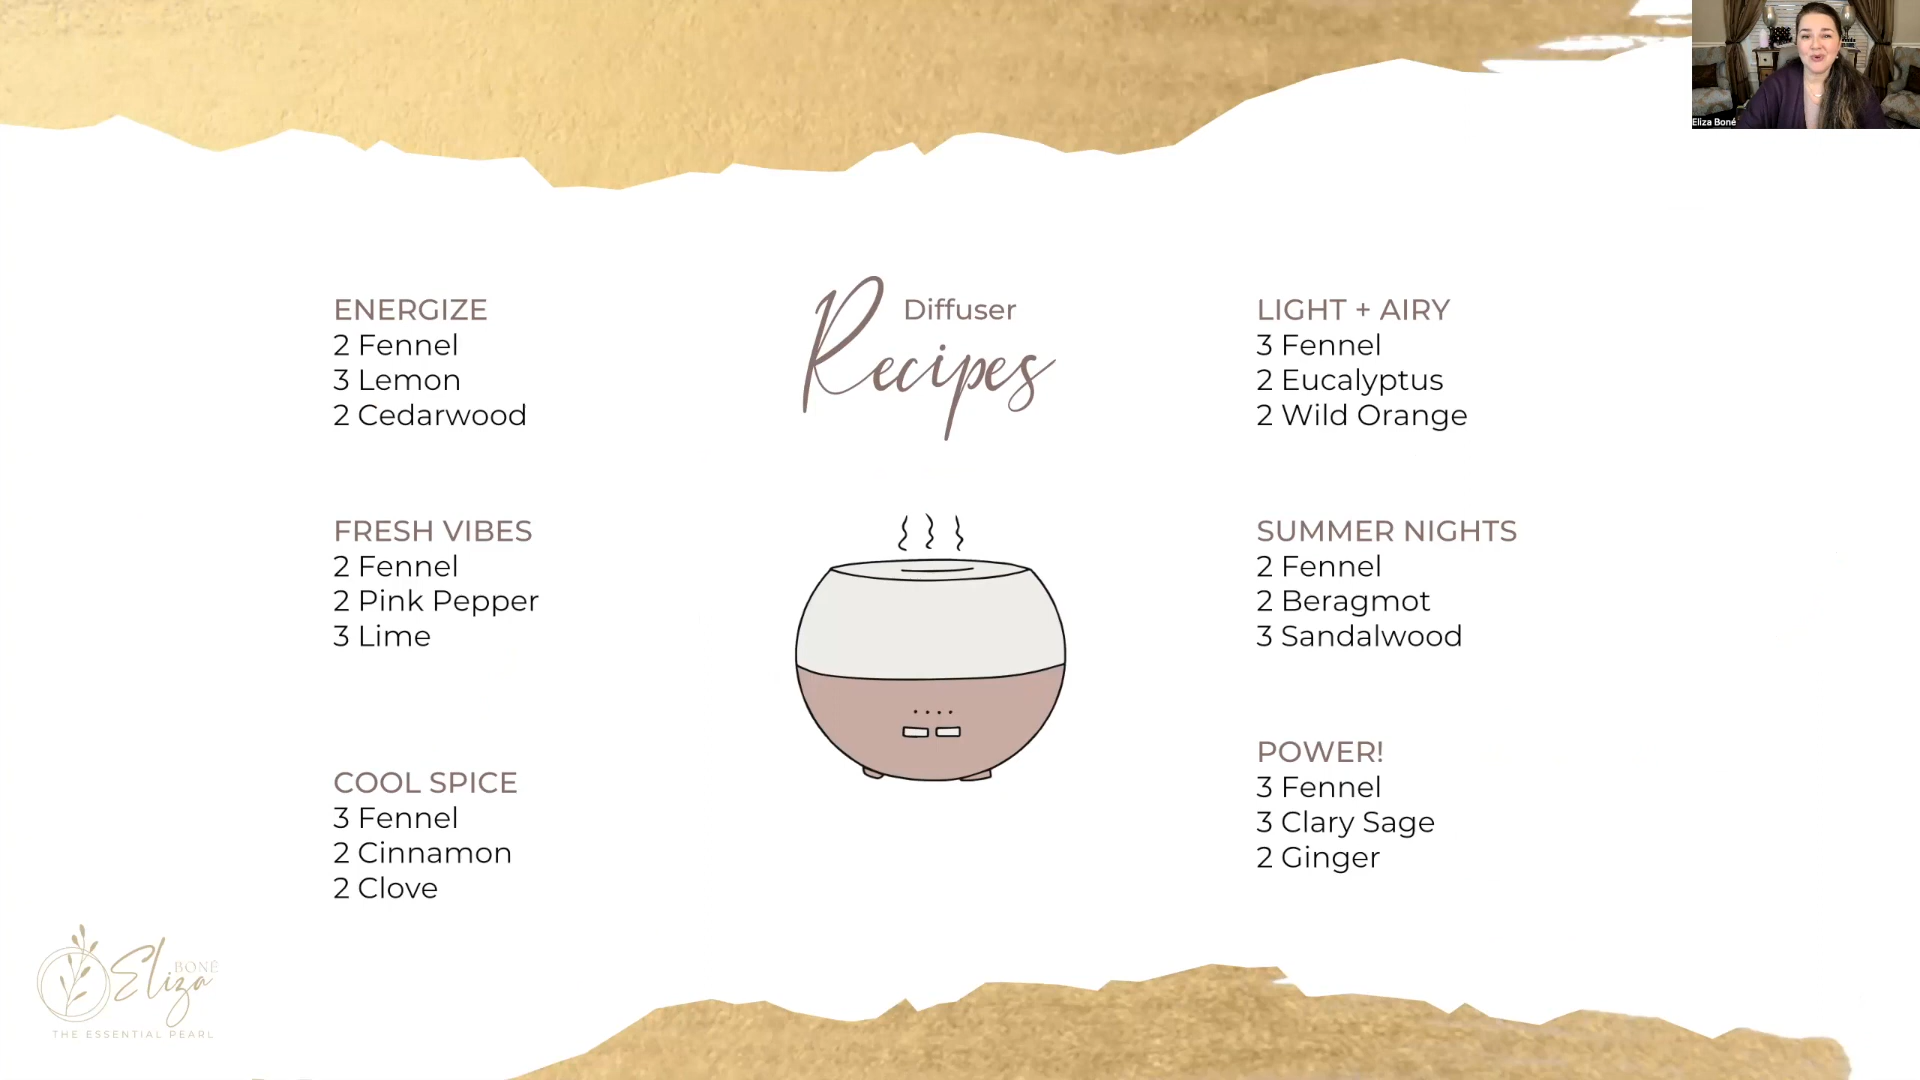 Eliza Boné
Diffuser
Recipes
ENERGIZE
2 Fennel
3 Lemon
2 Cedarwood
FRESH VIBES
2 Fennel
2 Pink Pepper
3 Lime
COOL SPICE
3 Fennel
2 Cinnamon
2 Clove
LIGHT + AIRY
3 Fennel
2 Eucalyptus
2 Wild Orange
SUMMER NIGHTS
2 Fennel
2 Beragmot
3 Sandalwood
POWER!
3 Fennel
3 Clary Sage
2 Ginger
Eliza BONÉ
THE ESSENTIAL PEARL